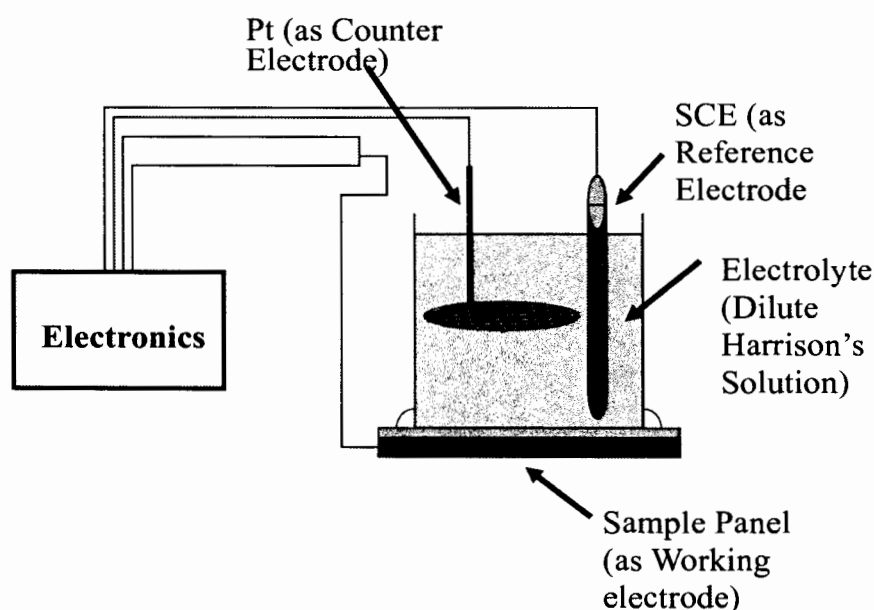 Pt (as Counter
Electrode)
SCE (as
Reference
Electrode
Electrolyte
(Dilute
Harrison's
Solution)
Electronics
Sample Panel
(as Working
electrode)